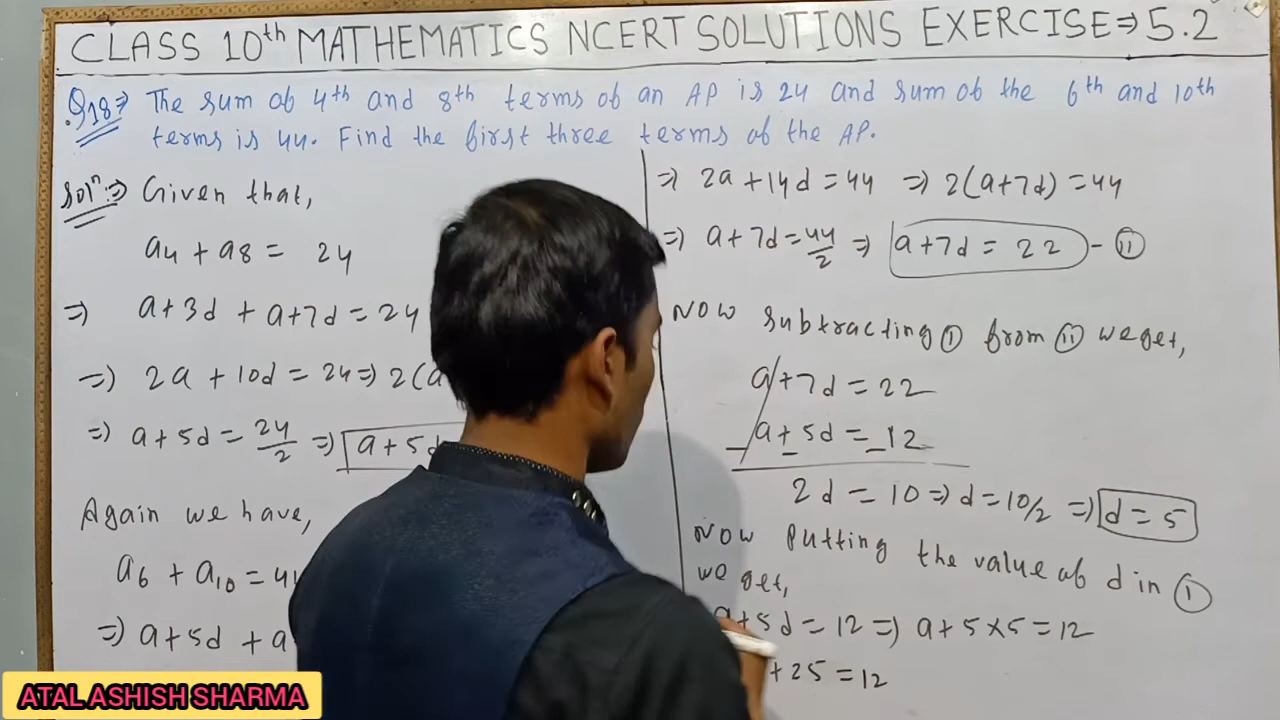 CLASS 10th MATHEMATICS NCERT SOLUTIONS EXERCISE⇒5.2
Q18⇒ The sum of 4th and 8th terms of an AP is 24 and sum of the 6th and 10th
terms is 44. Find the first three terms of the AP.
Solⁿ:⇒ Given that,
a4 + a8 = 24
⇒ a+3d + a+7d = 24
⇒ 2a + 10d = 24 ⇒ 2(a
⇒ a+5d = 24/2 ⇒ a+5d
Again we have,
a6 + a10 = 44
⇒ a+5d + a
⇒ 2a+14d = 44 ⇒ 2(a+7d) = 44
⇒ a+7d = 44/2 ⇒ a+7d = 22 - (ii)
Now subtracting (i) from (ii) we get,
a+7d = 22
a+5d = 12
- - -
2d = 10 ⇒ d = 10/2 ⇒ d = 5
Now putting the value of d in (i)
we get,
a+5d = 12 ⇒ a+5×5 = 12
+25 = 12
ATAL ASHISH SHARMA